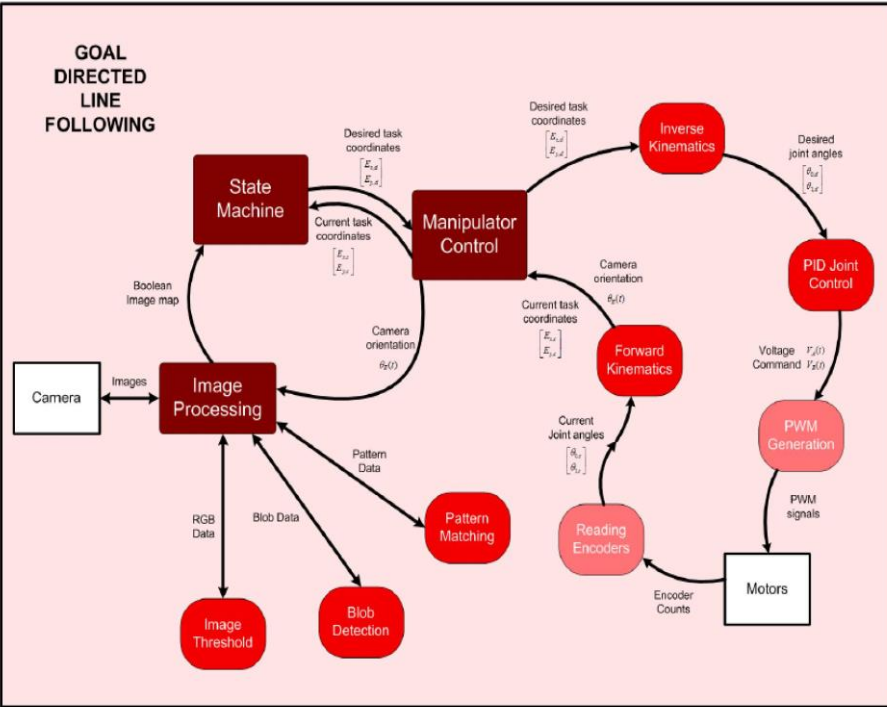 GOAL
DIRECTED
LINE
FOLLOWING
State
Machine
Desired task
coordinates
Current task
coordinates
Manipulator
Control
Desired task
coordinates
Inverse
Kinematics
Desired
joint angles
PID Joint
Control
Voltage
Command
PWM
Generation
PWM
signals
Motors
Encoder
Counts
Reading
Encoders
Current
Joint angles
Forward
Kinematics
Camera
orientation
θ_E(t)
Current task
coordinates
Boolean
Image map
Camera
orientation
θ_E(t)
Camera
Images
Image
Processing
RGB
Data
Blob Data
Pattern
Data
Image
Threshold
Blob
Detection
Pattern
Matching